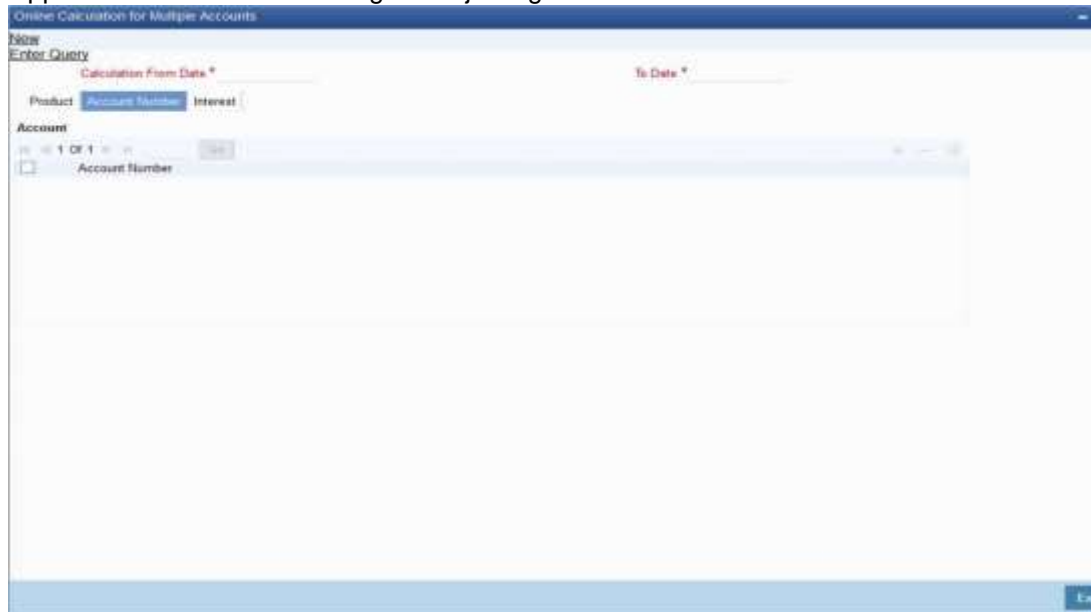 Online Calculation for Multiple Accounts
New
Enter Query
Calculation From Date * To Date *
Product Account Number Interest
Account
1 Of 1 Go
Account Number